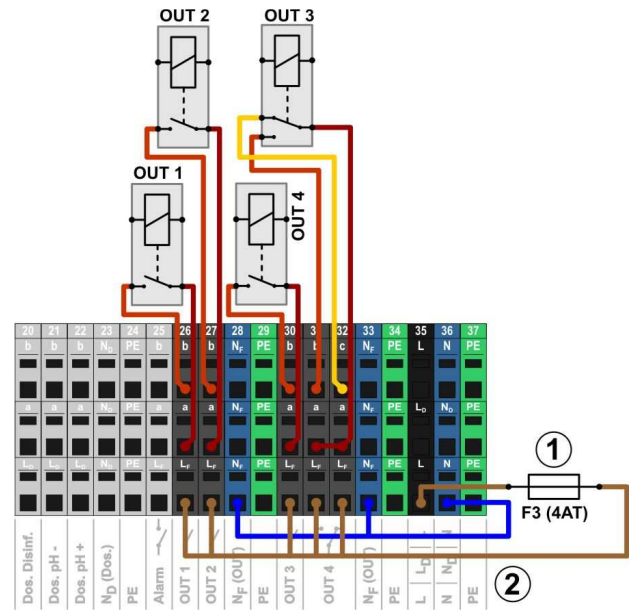 OUT 2
OUT 3
OUT 1
OUT 4
20 21 22 23 24 25 26 27 28 29 30 3 32 33 34 35 36 37
b b b N_D PE b b b N_F PE b b c N_F PE L N PE
a a a N_D PE a a a N_F PE a a a N_F PE L_D N_D PE
L_D L_D L_D N_D PE L_F L_F L_F N_F PE L_F L_F L_F N_F PE L N PE
1
F3 (4AT)
2
Dos. Disinf.
Dos. pH -
Dos. pH +
N_D (Dos.)
PE
Alarm
OUT 1
OUT 2
N_F (OUT)
PE
OUT 3
OUT 4
N_F (OUT)
PE
L L_D L
N N_D N
PE